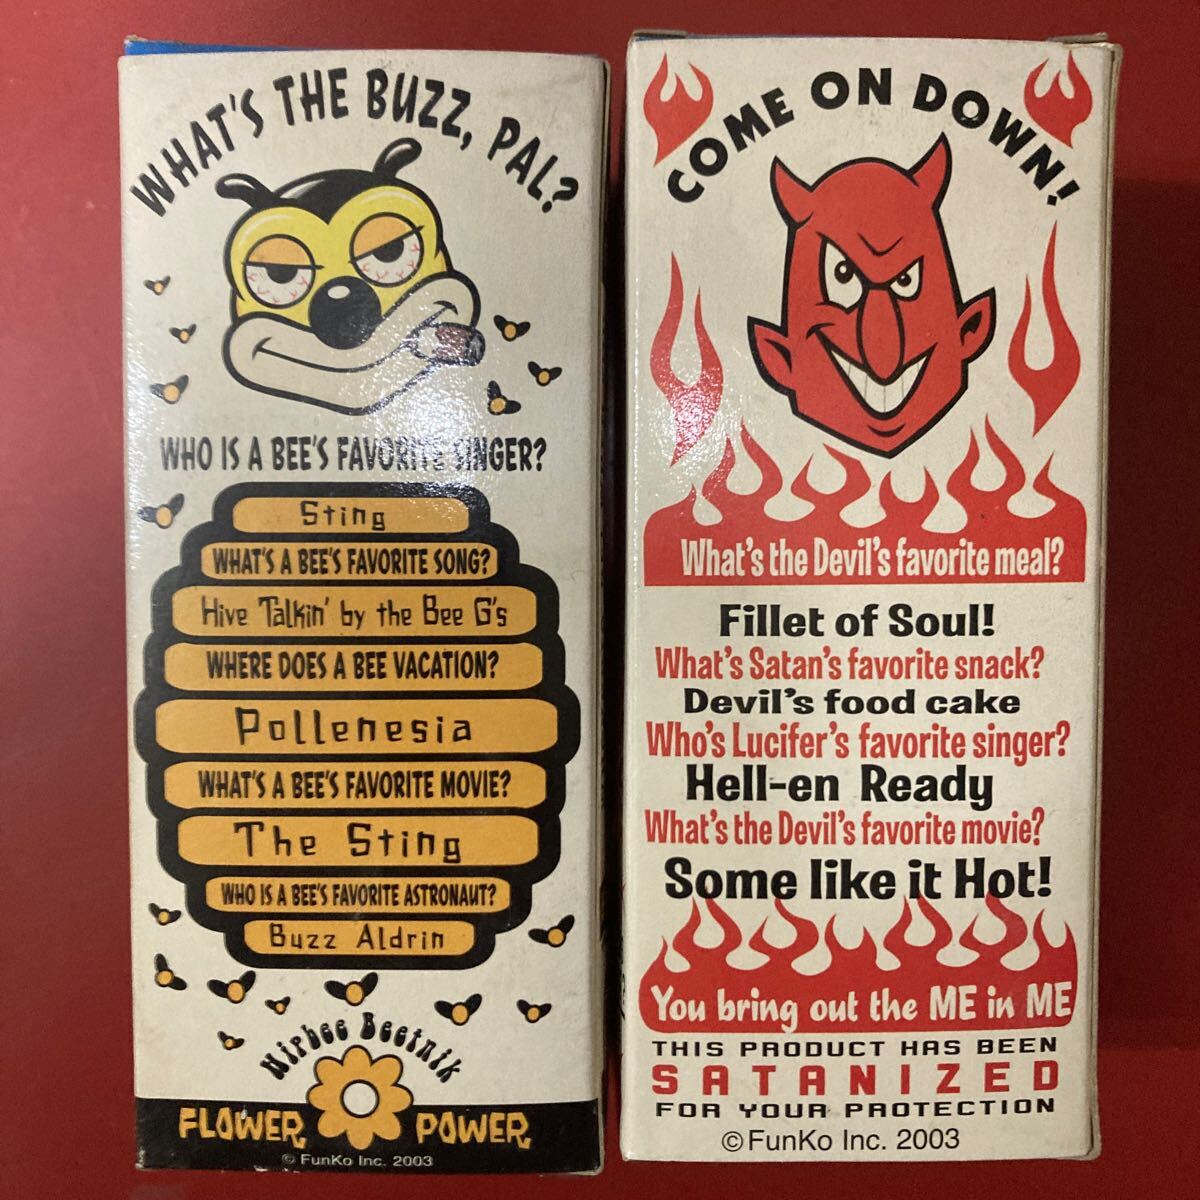 WHAT'S THE BUZZ, PAL?
WHO IS A BEE'S FAVORITE SINGER?
Sting
WHAT'S A BEE'S FAVORITE SONG?
Hive Talkin' by the Bee G's
WHERE DOES A BEE VACATION?
Pollenesia
WHAT'S A BEE'S FAVORITE MOVIE?
The Sting
WHO IS A BEE'S FAVORITE ASTRONAUT?
Buzz Aldrin
Hirbee Beetnik
FLOWER POWER
© FunKo Inc. 2003
COME ON DOWN!
What's the Devil's favorite meal?
Fillet of Soul!
What's Satan's favorite snack?
Devil's food cake
Who's Lucifer's favorite singer?
Hell-en Ready
What's the Devil's favorite movie?
Some like it Hot!
You bring out the ME in ME
THIS PRODUCT HAS BEEN
SATANIZED
FOR YOUR PROTECTION
© FunKo Inc. 2003